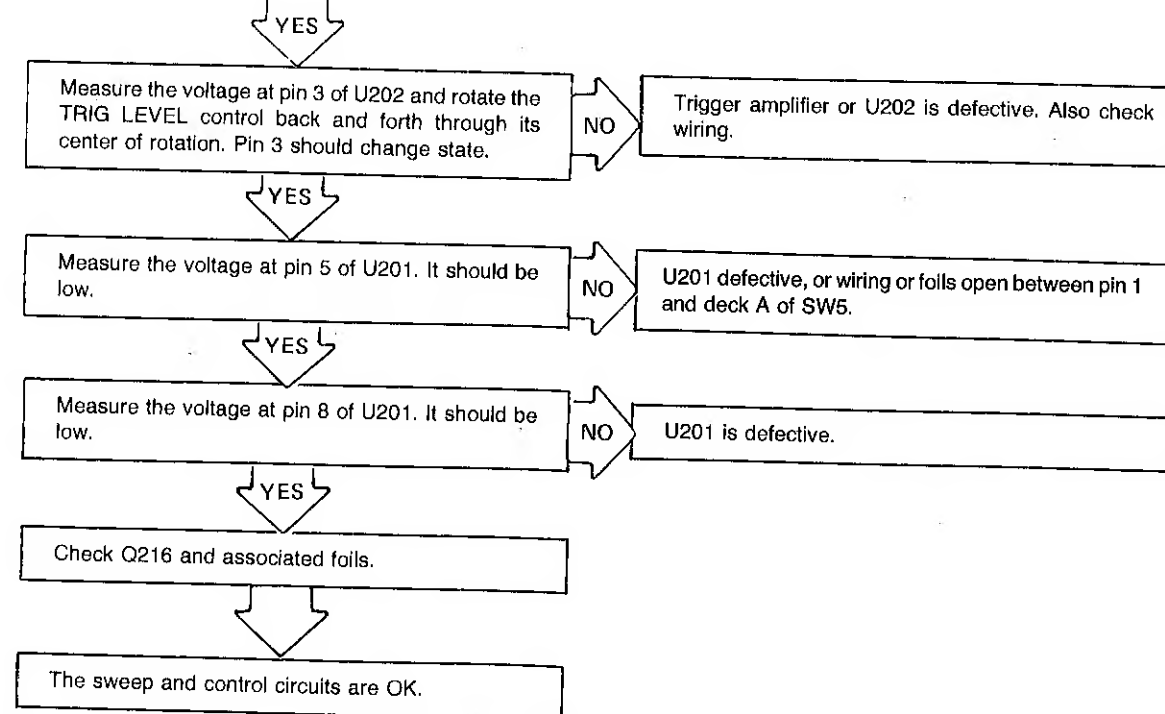 YES
Measure the voltage at pin 3 of U202 and rotate the
TRIG LEVEL control back and forth through its
center of rotation. Pin 3 should change state.
NO
Trigger amplifier or U202 is defective. Also check
wiring.
YES
Measure the voltage at pin 5 of U201. It should be
low.
NO
U201 defective, or wiring or foils open between pin 1
and deck A of SW5.
YES
Measure the voltage at pin 8 of U201. It should be
low.
NO
U201 is defective.
YES
Check Q216 and associated foils.
The sweep and control circuits are OK.